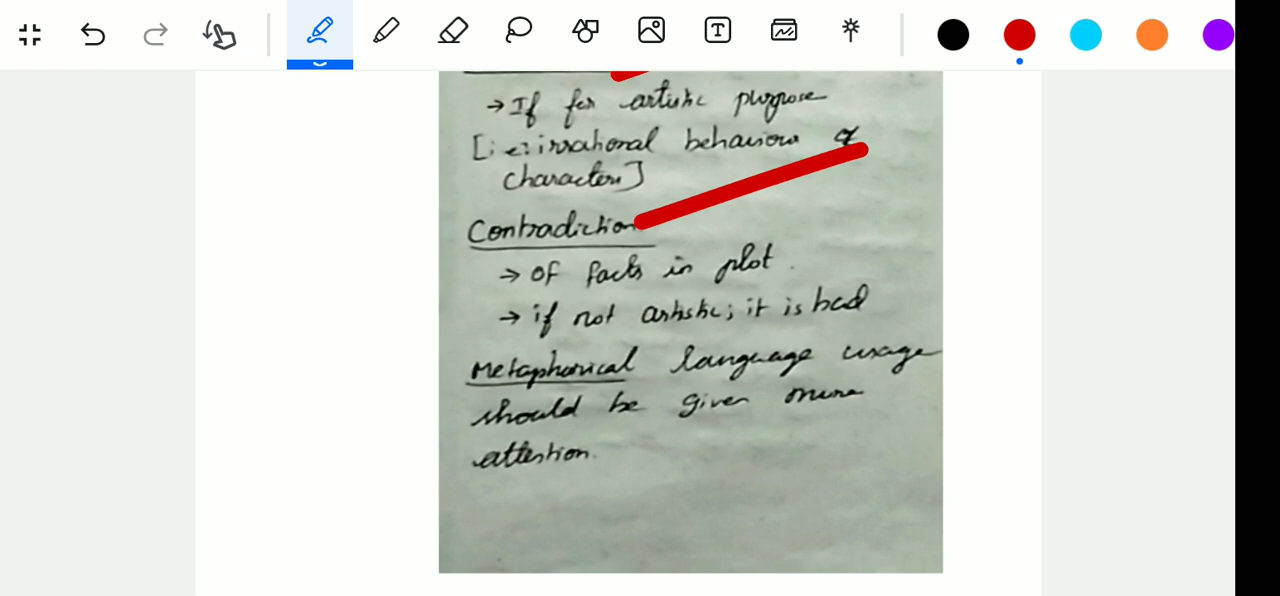 → If for artistic purpose
[i.e: irrational behaviour of
characters]
Contradiction
→ of facts in plot.
→ if not artistic; it is bad
Metaphorical language usage
should be given more
attention.